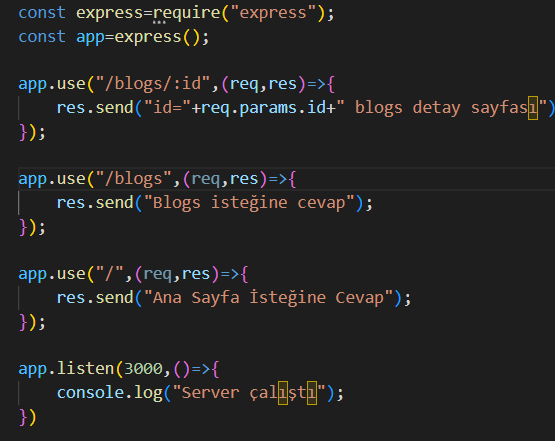 const express=require("express");
const app=express();
app.use("/blogs/:id",(req,res)=>{
res.send("id="+req.params.id+" blogs detay sayfası")
});
app.use("/blogs",(req,res)=>{
res.send("Blogs isteğine cevap");
});
app.use("/",(req,res)=>{
res.send("Ana Sayfa İsteğine Cevap");
});
app.listen(3000,()=>{
console.log("Server çalıştı");
})